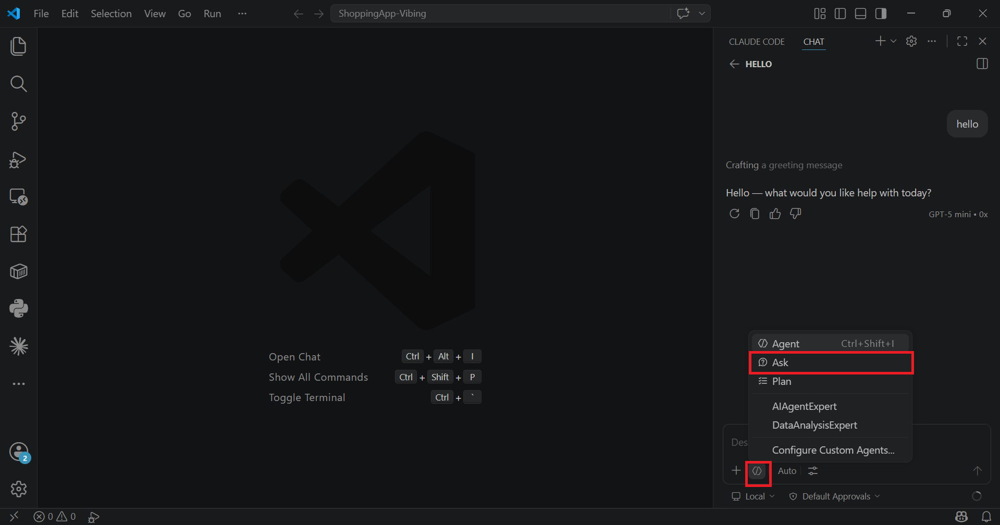 File Edit Selection View Go Run
ShoppingApp-Vibing
CLAUDE CODE CHAT
HELLO
hello
Crafting a greeting message
Hello — what would you like help with today?
GPT-5 mini • 0x
Open Chat Ctrl + Alt + I
Show All Commands Ctrl + Shift + P
Toggle Terminal Ctrl + `
Agent Ctrl+Shift+I
Ask
Plan
AIAgentExpert
DataAnalysisExpert
Configure Custom Agents...
Des
Auto
Local Default Approvals
2
0 0